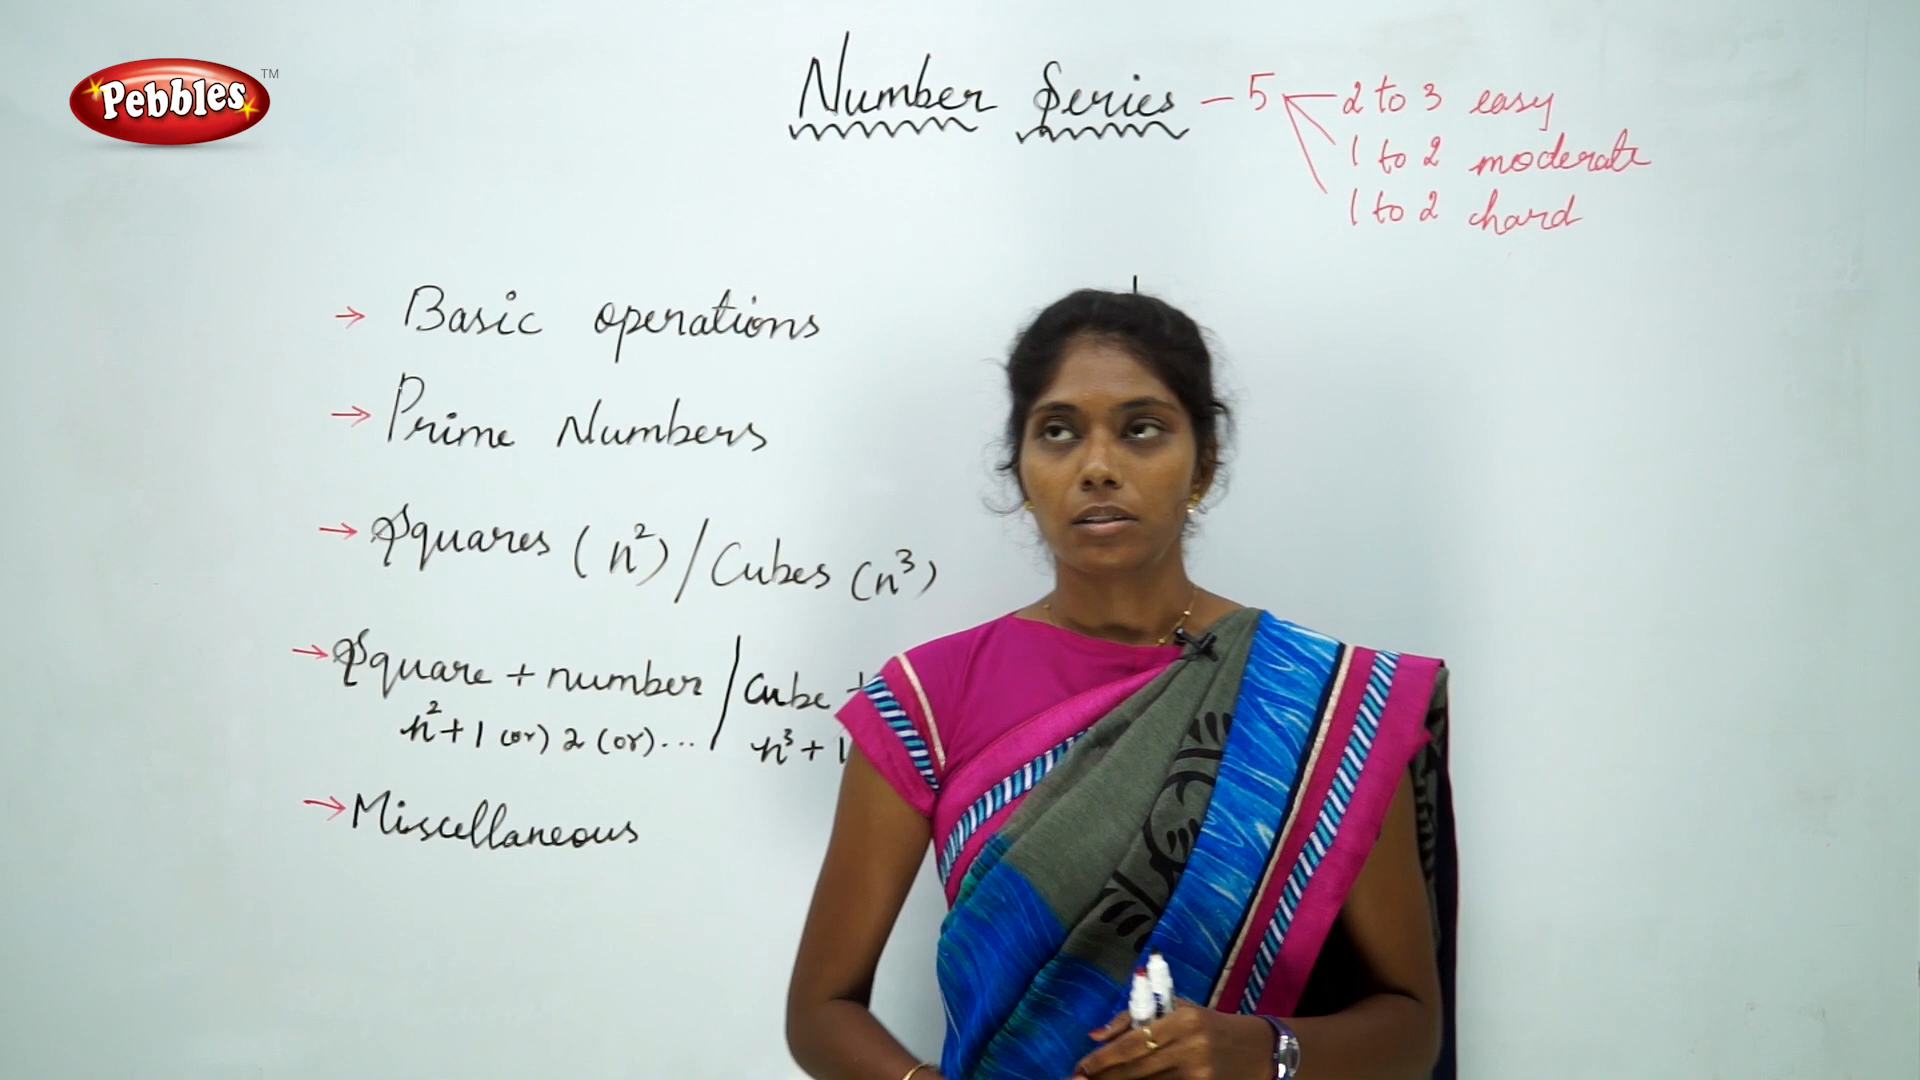 Pebbles TM
Number Series – 5 – 2 to 3 easy
1 to 2 moderate
1 to 2 hard
→ Basic operations
→ Prime Numbers
→ Squares (n²) / Cubes (n³)
→ Square + number / Cube +
n²+1 (or) 2 (or)... / n³+1
→ Miscellaneous